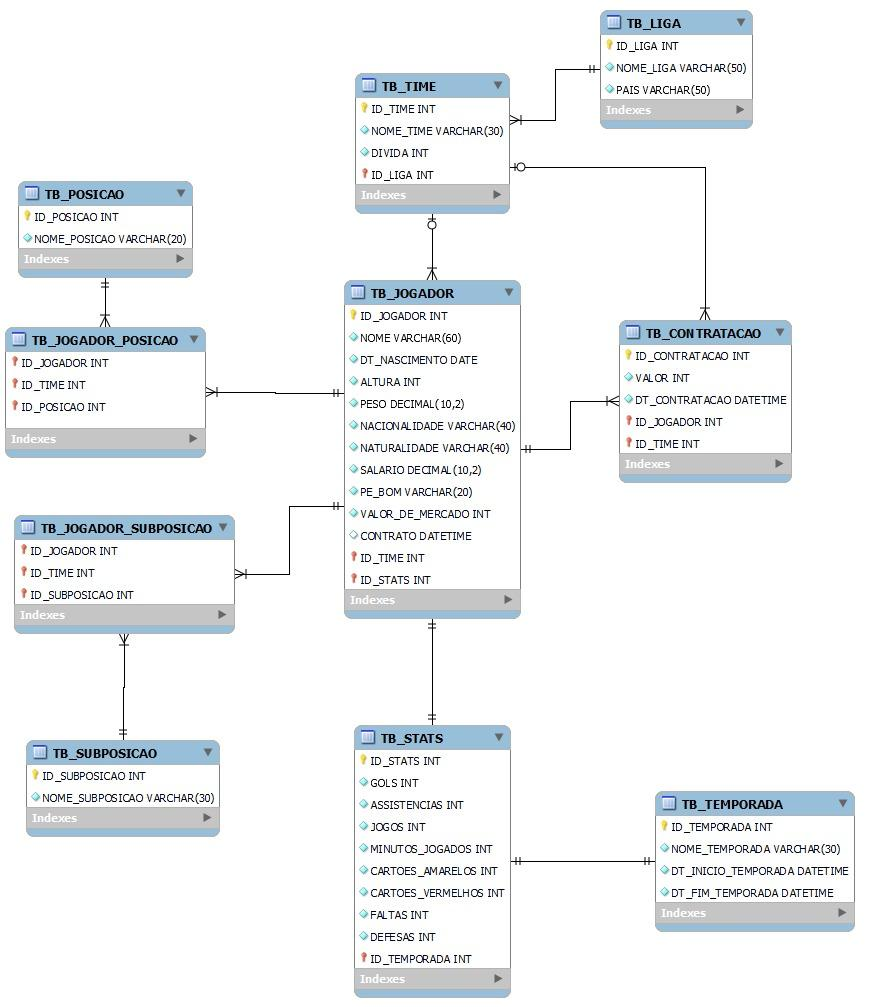 TB_LIGA
ID_LIGA INT
NOME_LIGA VARCHAR(50)
PAIS VARCHAR(50)
Indexes
TB_TIME
ID_TIME INT
NOME_TIME VARCHAR(30)
DIVIDA INT
ID_LIGA INT
Indexes
TB_POSICAO
ID_POSICAO INT
NOME_POSICAO VARCHAR(20)
Indexes
TB_JOGADOR
ID_JOGADOR INT
NOME VARCHAR(60)
DT_NASCIMENTO DATE
ALTURA INT
PESO DECIMAL(10,2)
NACIONALIDADE VARCHAR(40)
NATURALIDADE VARCHAR(40)
SALARIO DECIMAL(10,2)
PE_BOM VARCHAR(20)
VALOR_DE_MERCADO INT
CONTRATO DATETIME
ID_TIME INT
ID_STATS INT
Indexes
TB_CONTRATACAO
ID_CONTRATACAO INT
VALOR INT
DT_CONTRATACAO DATETIME
ID_JOGADOR INT
ID_TIME INT
Indexes
TB_JOGADOR_POSICAO
ID_JOGADOR INT
ID_TIME INT
ID_POSICAO INT
Indexes
TB_JOGADOR_SUBPOSICAO
ID_JOGADOR INT
ID_TIME INT
ID_SUBPOSICAO INT
Indexes
TB_SUBPOSICAO
ID_SUBPOSICAO INT
NOME_SUBPOSICAO VARCHAR(30)
Indexes
TB_STATS
ID_STATS INT
GOLS INT
ASSISTENCIAS INT
JOGOS INT
MINUTOS_JOGADOS INT
CARTOES_AMARELOS INT
CARTOES_VERMELHOS INT
FALTAS INT
DEFESAS INT
ID_TEMPORADA INT
Indexes
TB_TEMPORADA
ID_TEMPORADA INT
NOME_TEMPORADA VARCHAR(30)
DT_INICIO_TEMPORADA DATETIME
DT_FIM_TEMPORADA DATETIME
Indexes